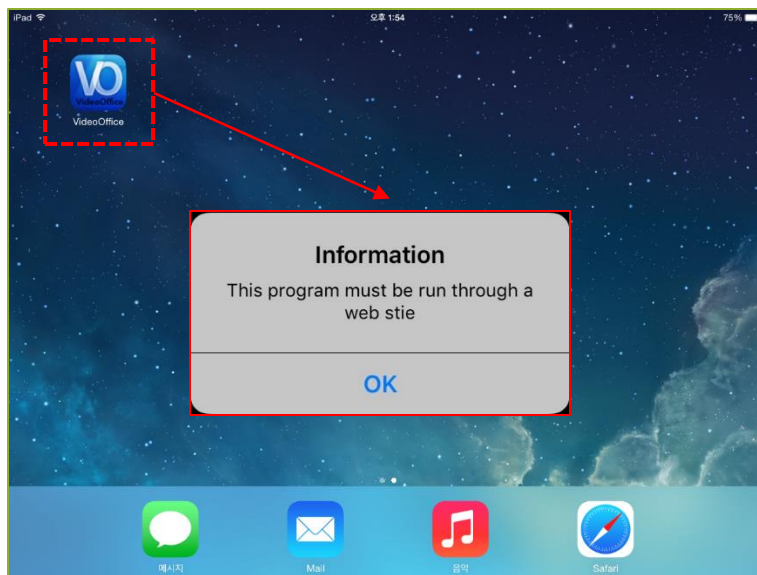 iPad
오후 1:54
75%
VO
VideoOffice
VideoOffice
Information
This program must be run through a
web stie
OK
메시지
Mail
음악
Safari